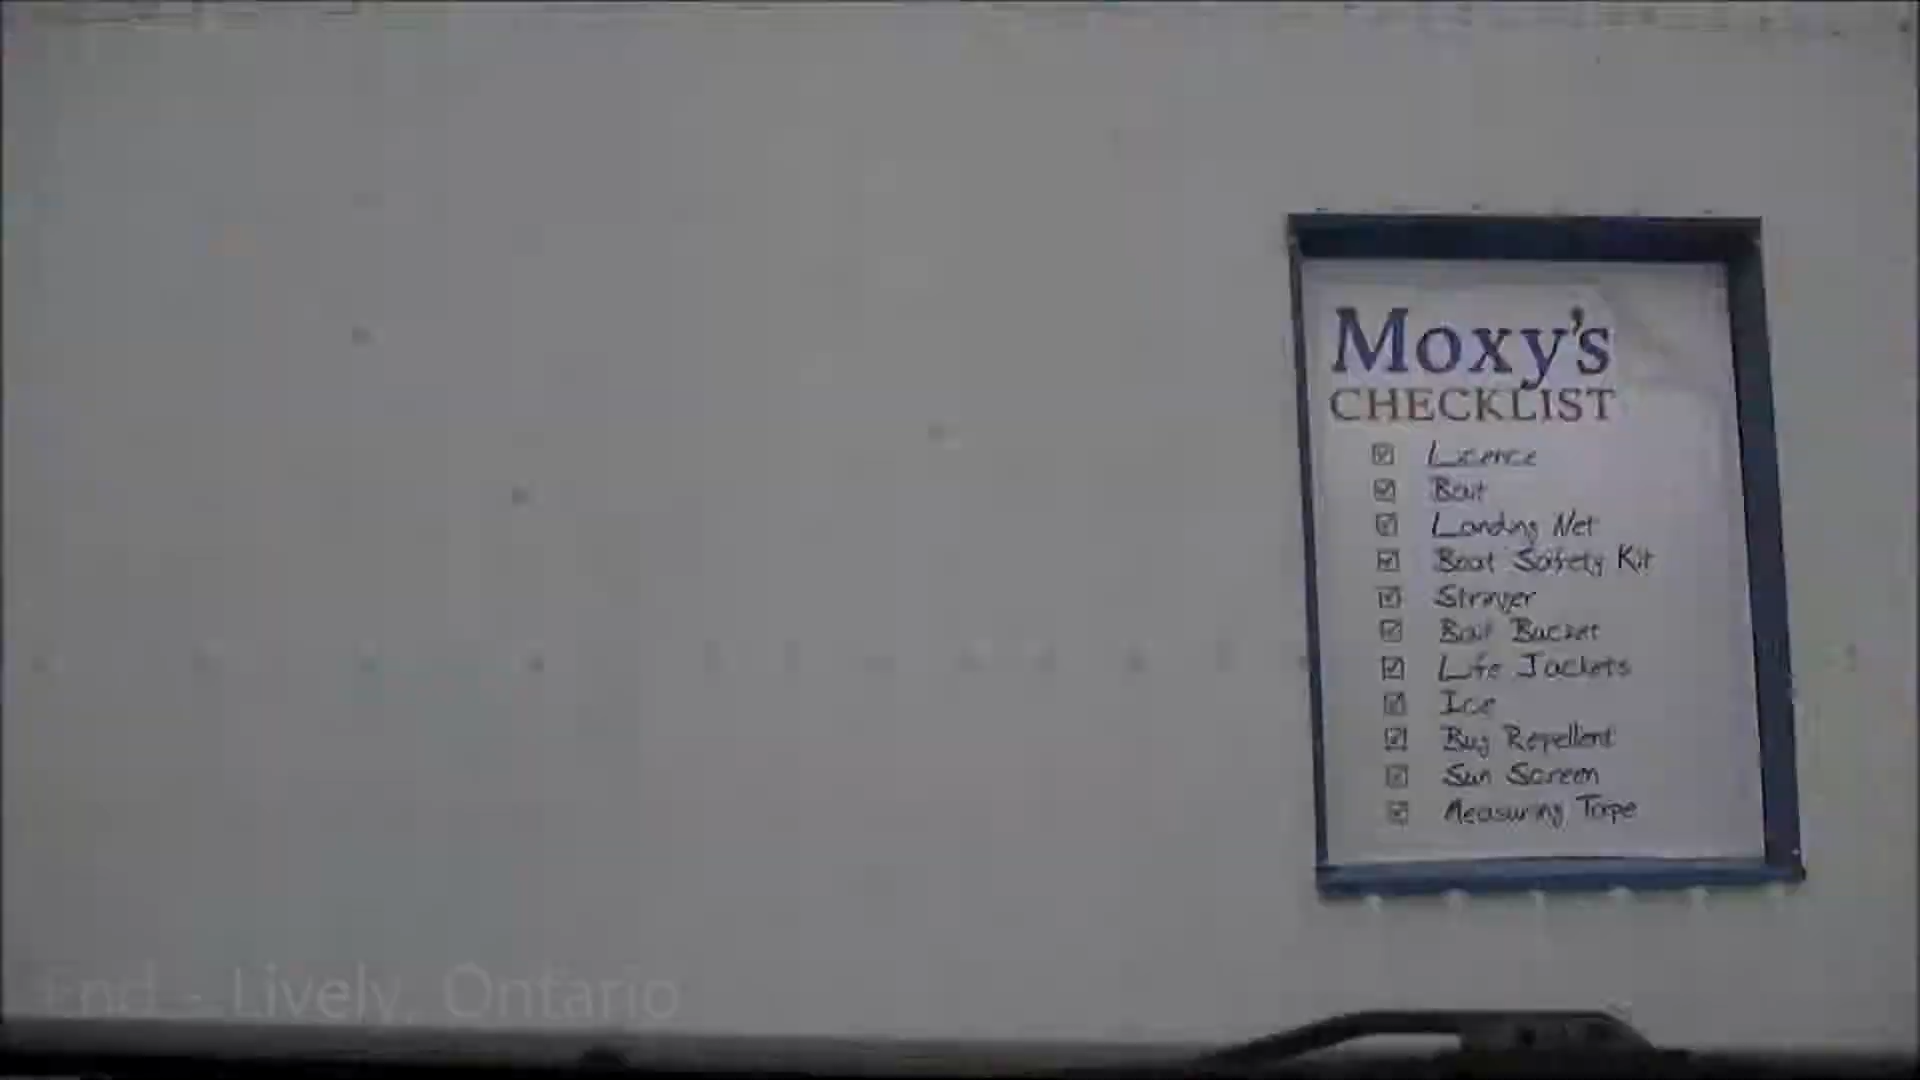 Moxy's
CHECKLIST
Licence
Bait
Landing Net
Boat Safety Kit
Stringer
Bait Bucket
Life Jackets
Ice
Bug Repellent
Sun Screen
Measuring Tape
End - Lively, Ontario